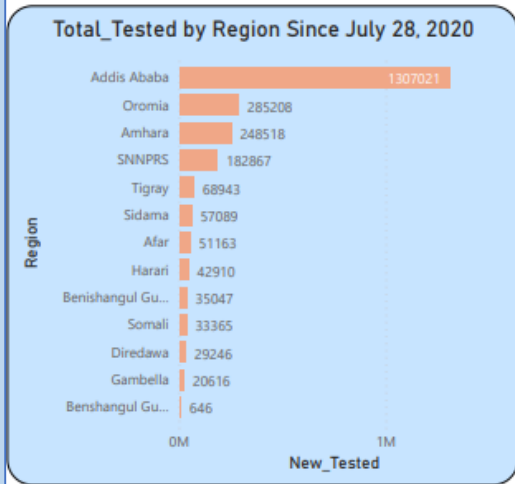 Total_Tested by Region Since July 28, 2020
Region
Addis Ababa 1307021
Oromia 285208
Amhara 248518
SNNPRS 182867
Tigray 68943
Sidama 57089
Afar 51163
Harari 42910
Benishangul Gu... 35047
Somali 33365
Diredawa 29246
Gambella 20616
Benshangul Gu... 646
0M 1M
New_Tested